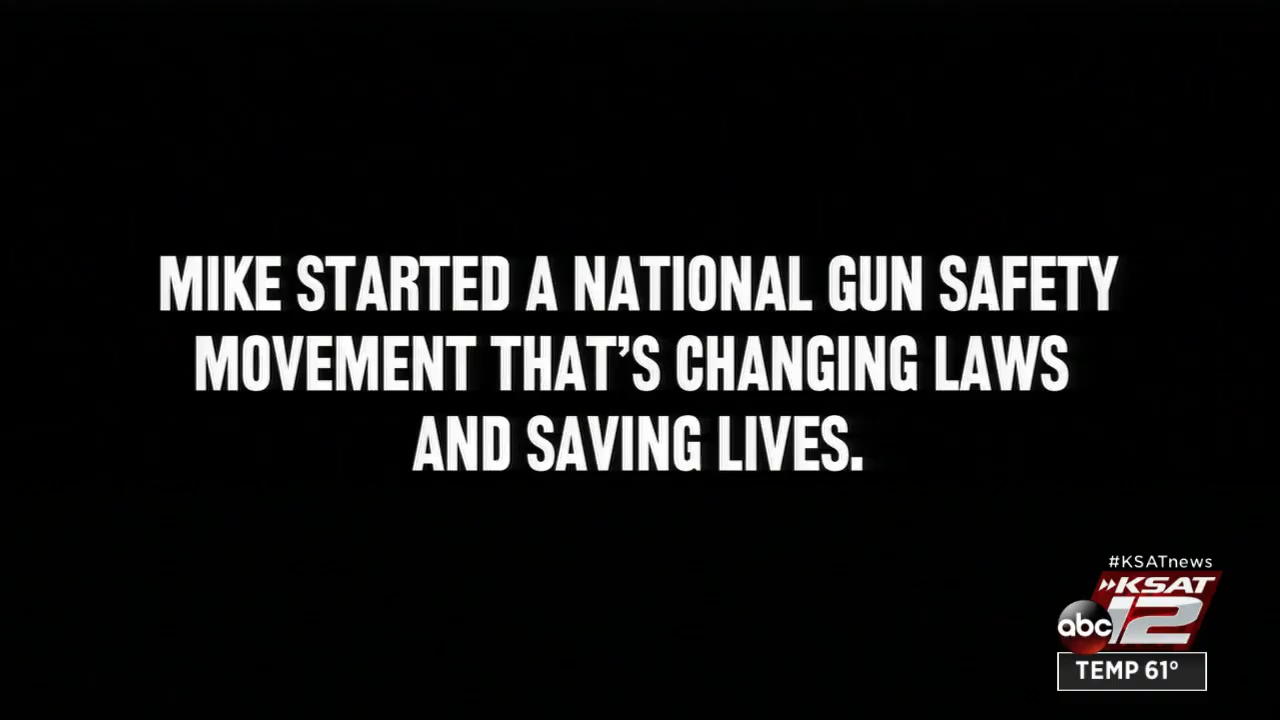 MIKE STARTED A NATIONAL GUN SAFETY
MOVEMENT THAT'S CHANGING LAWS
AND SAVING LIVES.
#KSATnews
KSAT
abc 12
TEMP 61°